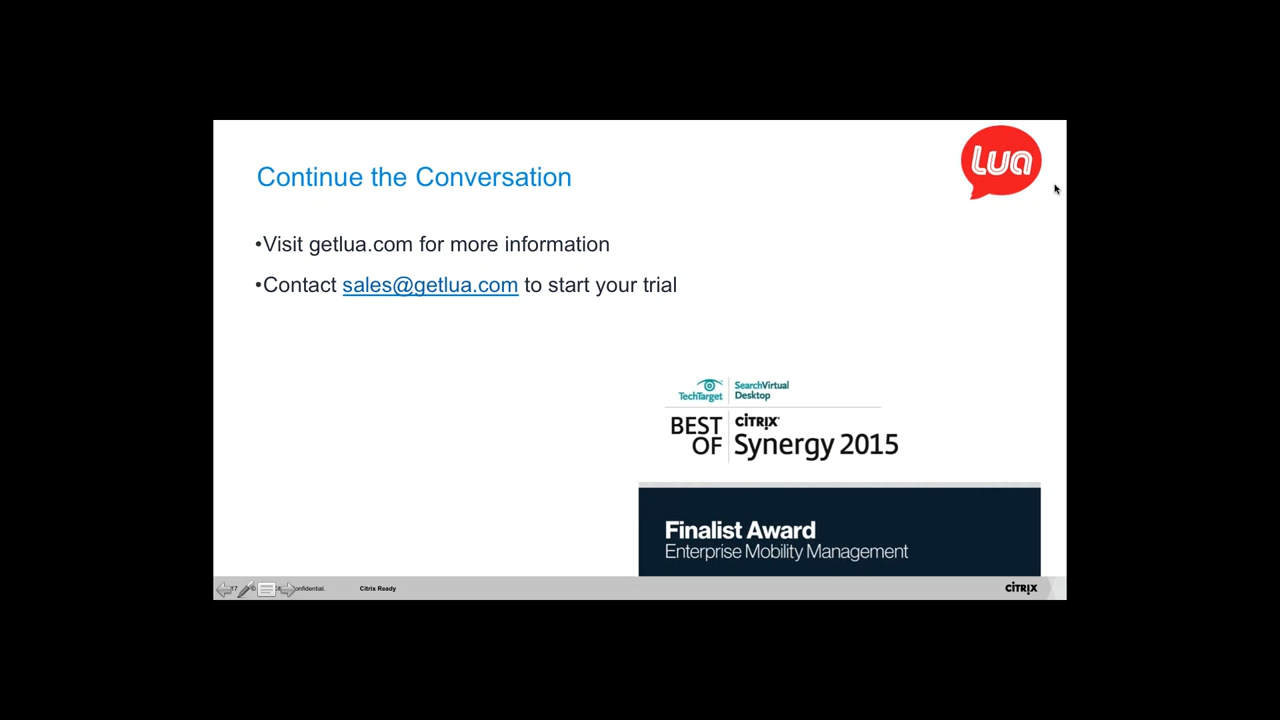 Lua
Continue the Conversation
•Visit getlua.com for more information
•Contact sales@getlua.com to start your trial
TechTarget
SearchVirtual
Desktop
BEST
OF
CiTRIX
Synergy 2015
Finalist Award
Enterprise Mobility Management
Citrix Ready
CiTRIX